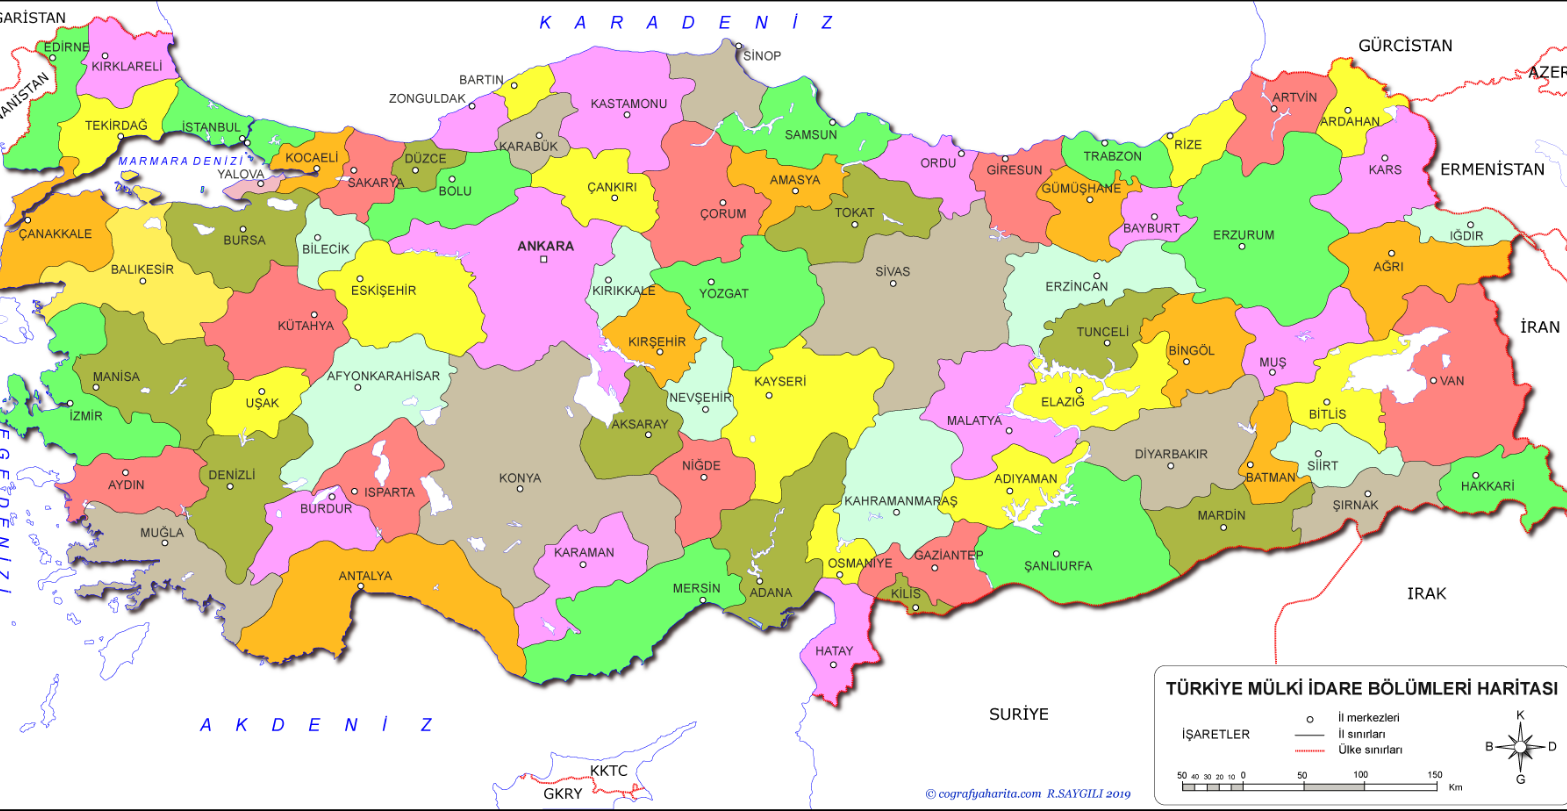 GARİSTAN
K A R A D E N İ Z
EDİRNE
KIRKLARELİ
SİNOP
GÜRCİSTAN
AZER
BARTIN
ZONGULDAK
KASTAMONU
ARTVİN
ARDAHAN
NANİSTAN
TEKİRDAĞ
İSTANBUL
KARABÜK
SAMSUN
MARMARA DENİZİ
KOCAELİ
YALOVA
SAKARYA
DÜZCE
BOLU
ÇANKIRI
AMASYA
ORDU
GİRESUN
TRABZON
RİZE
GÜMÜŞHANE
KARS
ERMENİSTAN
ÇANAKKALE
BURSA
BİLECİK
ANKARA
ÇORUM
TOKAT
BAYBURT
ERZURUM
IĞDIR
BALIKESİR
ESKİŞEHİR
KIRIKKALE
YOZGAT
SİVAS
ERZİNCAN
AĞRI
KÜTAHYA
KIRŞEHİR
TUNCELİ
BİNGÖL
MUŞ
İRAN
MANİSA
UŞAK
AFYONKARAHİSAR
NEVŞEHİR
KAYSERİ
ELAZIĞ
VAN
İZMİR
AKSARAY
MALATYA
BİTLİS
E G E D E N İ Z İ
AYDIN
DENİZLİ
ISPARTA
KONYA
NİĞDE
DİYARBAKIR
SİİRT
BATMAN
BURDUR
KAHRAMANMARAŞ
ADIYAMAN
ŞIRNAK
HAKKARİ
MUĞLA
KARAMAN
MARDİN
ANTALYA
MERSİN
ADANA
OSMANİYE
GAZİANTEP
ŞANLIURFA
KİLİS
IRAK
HATAY
A K D E N İ Z
SURİYE
KKTC
GKRY
TÜRKİYE MÜLKİ İDARE BÖLÜMLERİ HARİTASI
İŞARETLER
İl merkezleri
İl sınırları
Ülke sınırları
K
B D
G
50 40 30 20 10 0 50 100 150 Km
© cografyaharita.com R.SAYGILI 2019